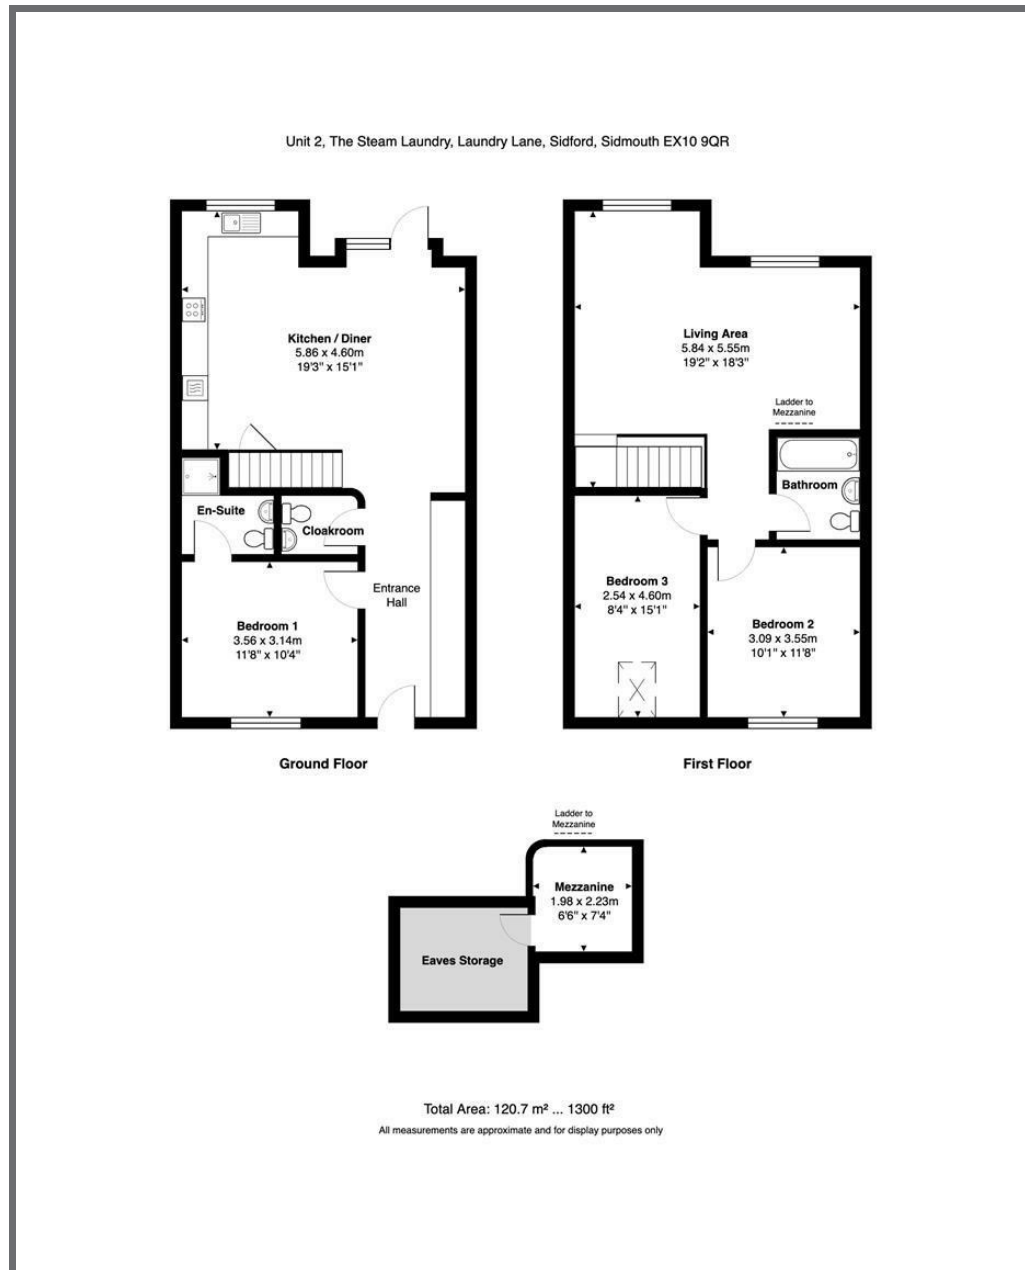 Unit 2, The Steam Laundry, Laundry Lane, Sidford, Sidmouth EX10 9QR
Kitchen / Diner
5.86 x 4.60m
19'3" x 15'1"
En-Suite
Cloakroom
Entrance
Hall
Bedroom 1
3.56 x 3.14m
11'8" x 10'4"
Ground Floor
Living Area
5.84 x 5.55m
19'2" x 18'3"
Ladder to
Mezzanine
Bathroom
Bedroom 3
2.54 x 4.60m
8'4" x 15'1"
Bedroom 2
3.09 x 3.55m
10'1" x 11'8"
First Floor
Ladder to
Mezzanine
Mezzanine
1.98 x 2.23m
6'6" x 7'4"
Eaves Storage
Total Area: 120.7 m² ... 1300 ft²
All measurements are approximate and for display purposes only